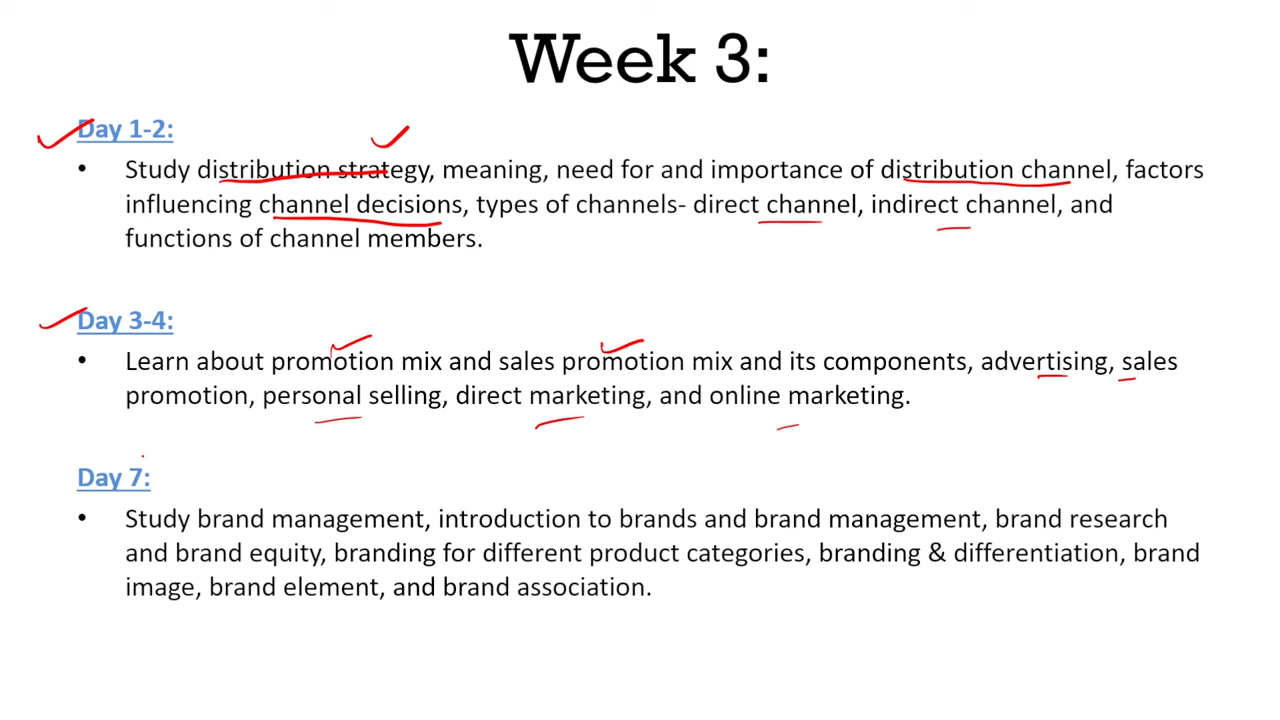 Week 3:
Day 1-2:
• Study distribution strategy, meaning, need for and importance of distribution channel, factors
influencing channel decisions, types of channels- direct channel, indirect channel, and
functions of channel members.
Day 3-4:
• Learn about promotion mix and sales promotion mix and its components, advertising, sales
promotion, personal selling, direct marketing, and online marketing.
Day 7:
• Study brand management, introduction to brands and brand management, brand research
and brand equity, branding for different product categories, branding & differentiation, brand
image, brand element, and brand association.